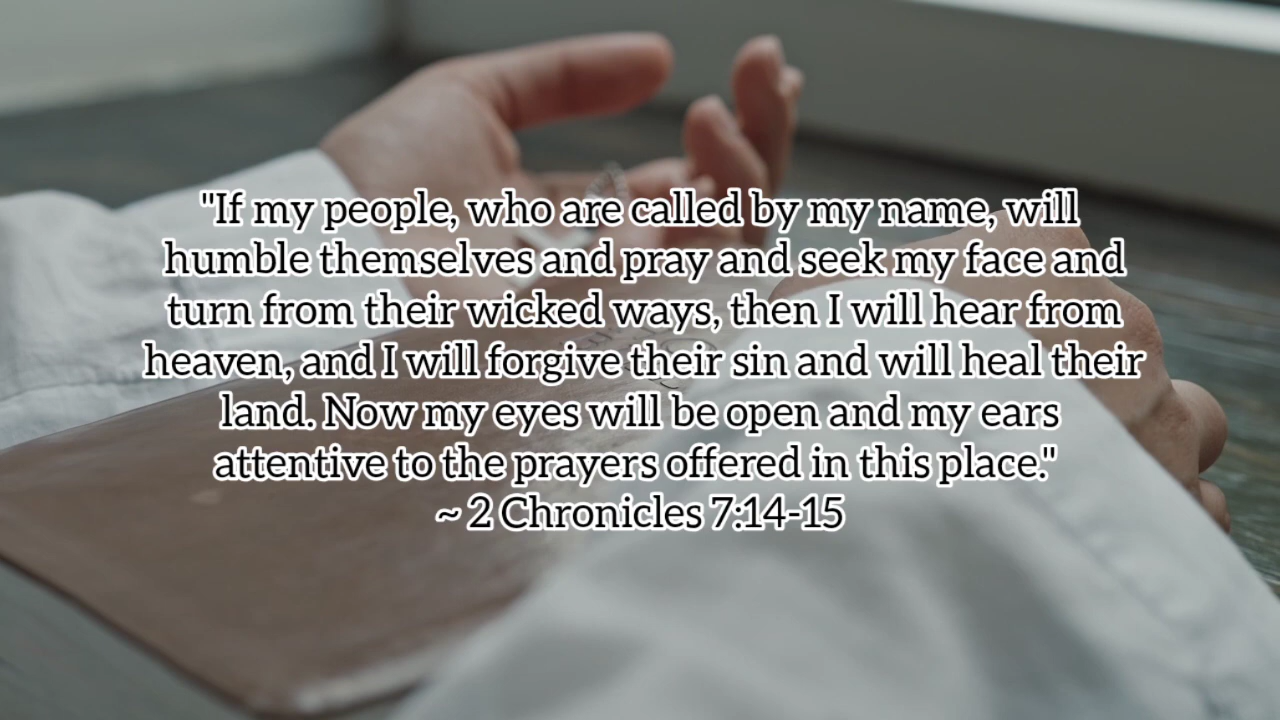 "If my people, who are called by my name, will
humble themselves and pray and seek my face and
turn from their wicked ways, then I will hear from
heaven, and I will forgive their sin and will heal their
land. Now my eyes will be open and my ears
attentive to the prayers offered in this place."
~ 2 Chronicles 7:14-15